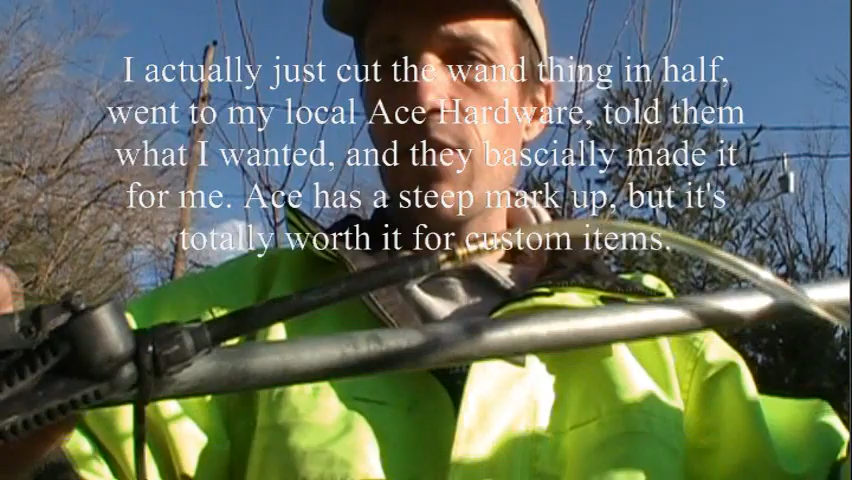 I actually just cut the wand thing in half,
went to my local Ace Hardware, told them
what I wanted, and they bascially made it
for me. Ace has a steep mark up, but it's
totally worth it for custom items.